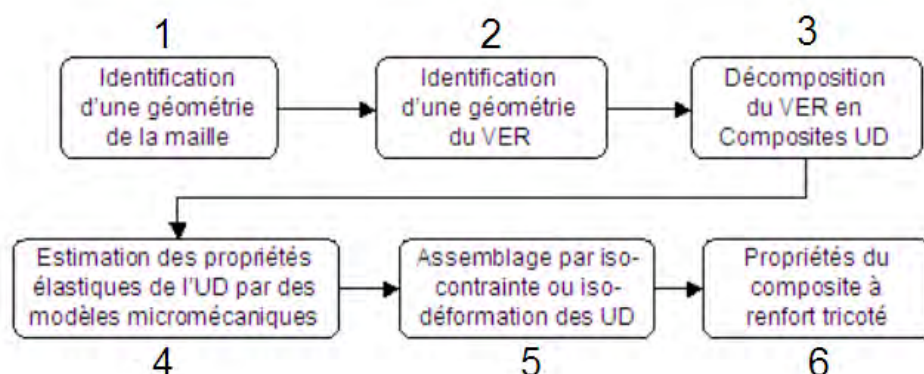 1
Identification
d'une géométrie
de la maille
2
Identification
d'une géométrie
du VER
3
Décomposition
du VER en
Composites UD
Estimation des propriétés
élastiques de l'UD par des
modèles micromécaniques
4
Assemblage par iso-
contrainte ou iso-
déformation des UD
5
Propriétés du
composite à
renfort tricoté
6